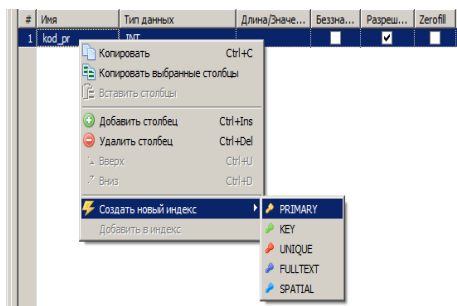 # Имя Тип данных Длина/Значе... Беззна... Разреш... Zerofill
1 kod_pr INT
Копировать Ctrl+C
Копировать выбранные столбцы
Вставить столбцы
Добавить столбец Ctrl+Ins
Удалить столбец Ctrl+Del
Вверх Ctrl+U
Вниз Ctrl+D
Создать новый индекс PRIMARY
Добавить в индекс KEY
UNIQUE
FULLTEXT
SPATIAL